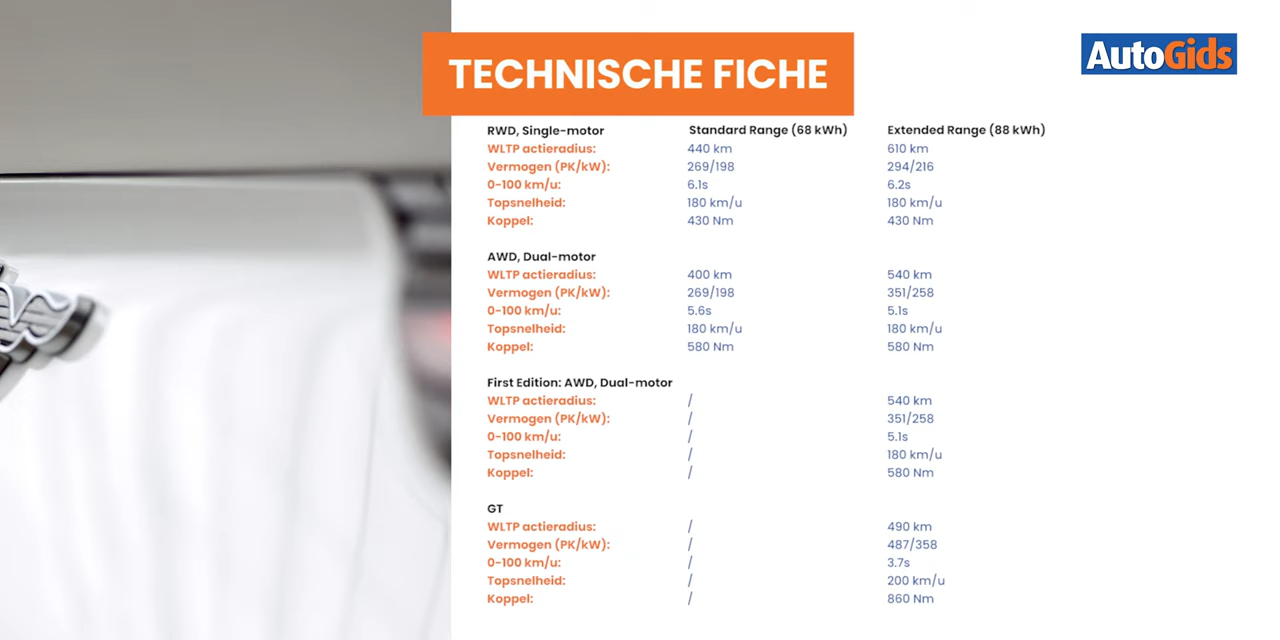 TECHNISCHE FICHE
AutoGids
RWD, Single-motor Standard Range (68 kWh) Extended Range (88 kWh)
WLTP actieradius: 440 km 610 km
Vermogen (PK/kW): 269/198 294/216
0-100 km/u: 6.1s 6.2s
Topsnelheid: 180 km/u 180 km/u
Koppel: 430 Nm 430 Nm
AWD, Dual-motor
WLTP actieradius: 400 km 540 km
Vermogen (PK/kW): 269/198 351/258
0-100 km/u: 5.6s 5.1s
Topsnelheid: 180 km/u 180 km/u
Koppel: 580 Nm 580 Nm
First Edition: AWD, Dual-motor
WLTP actieradius: / 540 km
Vermogen (PK/kW): / 351/258
0-100 km/u: / 5.1s
Topsnelheid: / 180 km/u
Koppel: / 580 Nm
GT
WLTP actieradius: / 490 km
Vermogen (PK/kW): / 487/358
0-100 km/u: / 3.7s
Topsnelheid: / 200 km/u
Koppel: / 860 Nm